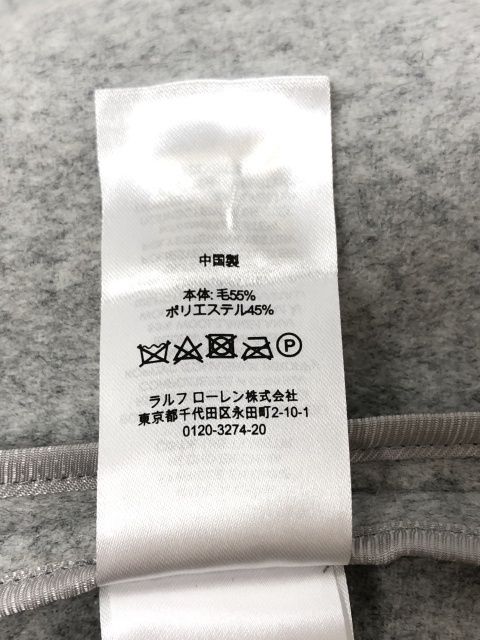 中国製
本体: 毛55%
ポリエステル45%
P
ラルフ ローレン株式会社
東京都千代田区永田町2-10-1
0120-3274-20